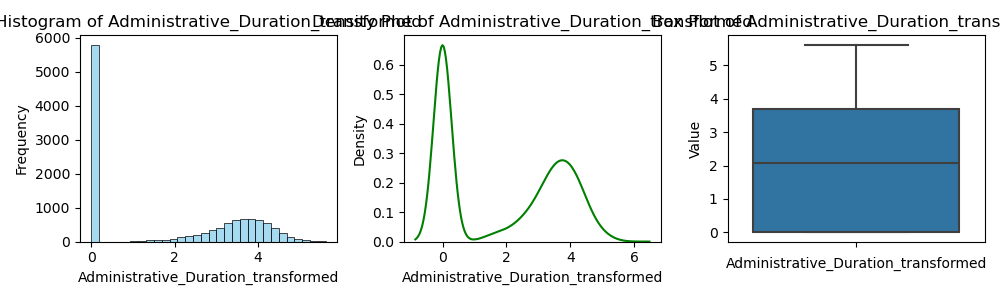 Histogram of Administrative_Duration_transformed
6000
5000
4000
3000
2000
1000
0
Frequency
0 2 4
Administrative_Duration_transformed
Density Plot of Administrative_Duration_transformed
0.6
0.5
0.4
0.3
0.2
0.1
0.0
Density
0 2 4 6
Administrative_Duration_transformed
Box Plot of Administrative_Duration_trans
5
4
3
2
1
0
Value
Administrative_Duration_transformed